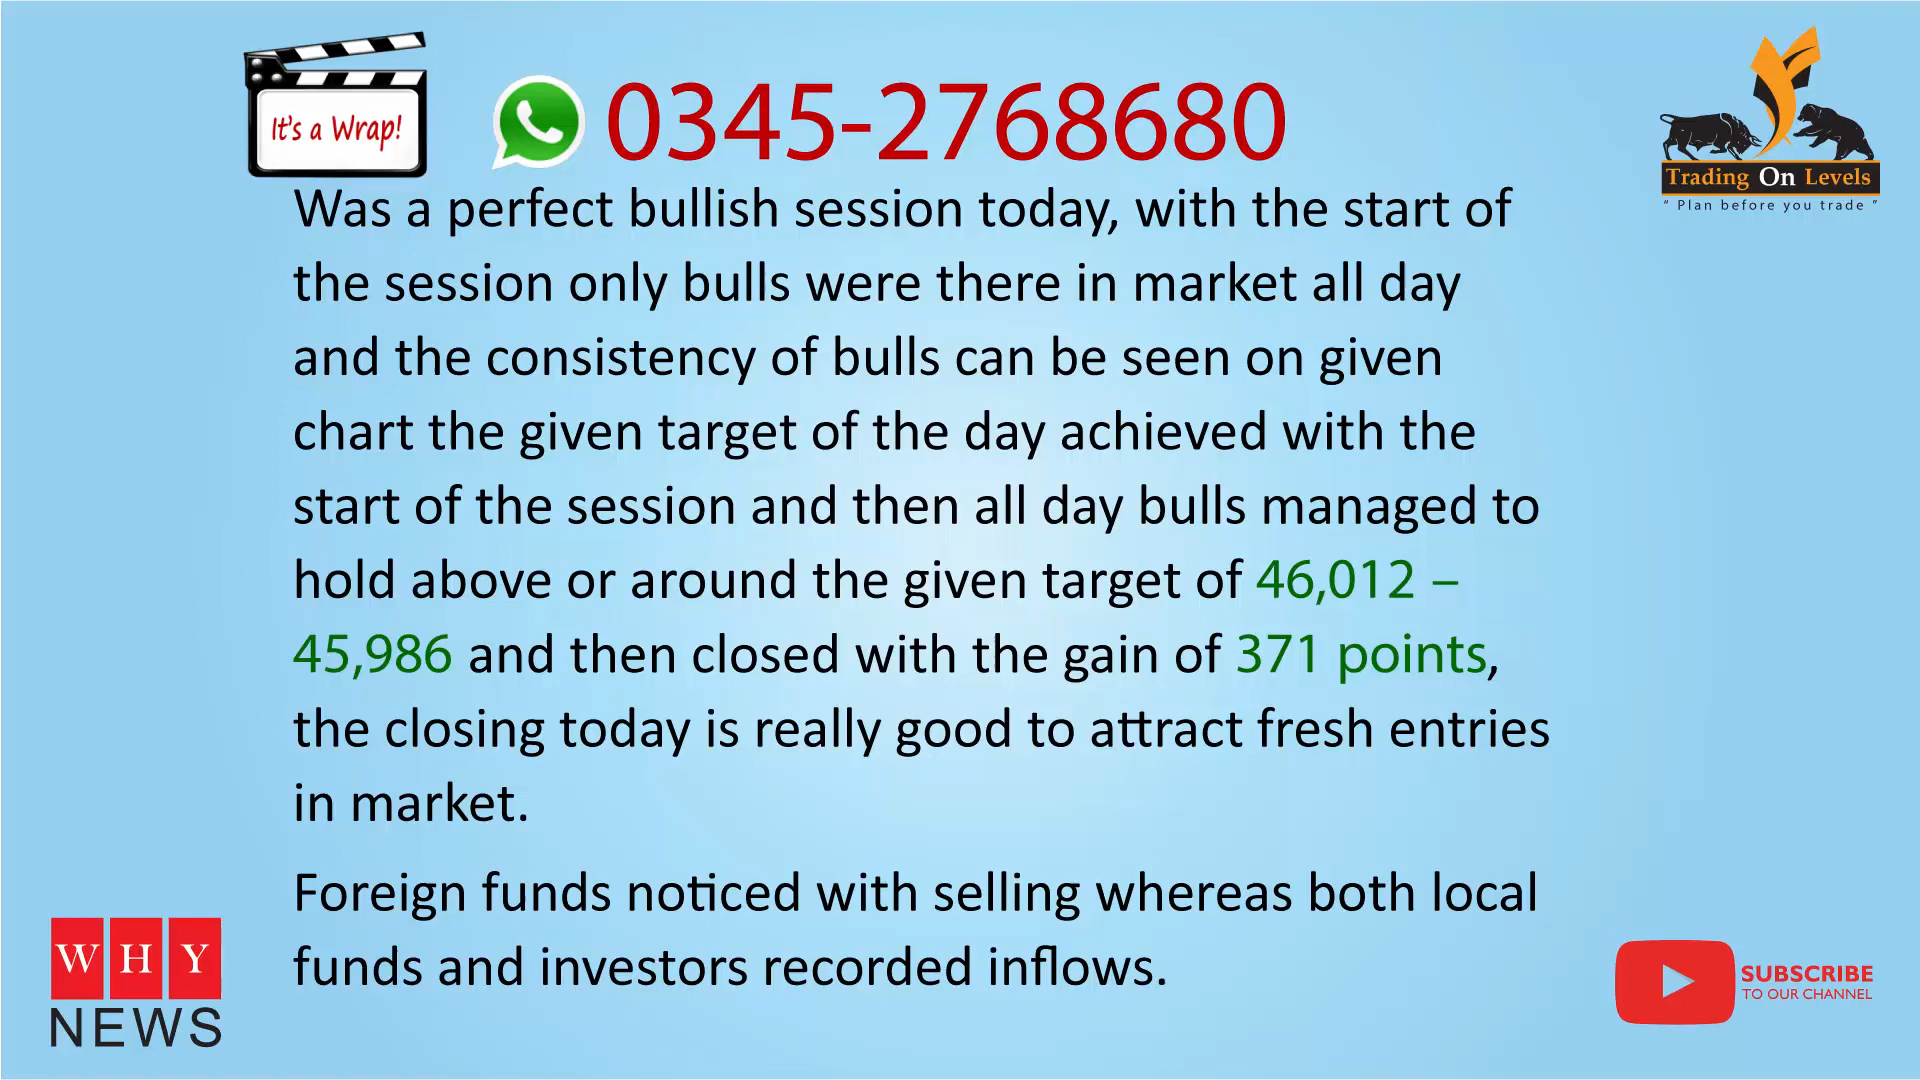 It's a Wrap!
0345-2768680
Trading On Levels
" Plan before you trade "
Was a perfect bullish session today, with the start of
the session only bulls were there in market all day
and the consistency of bulls can be seen on given
chart the given target of the day achieved with the
start of the session and then all day bulls managed to
hold above or around the given target of 46,012 –
45,986 and then closed with the gain of 371 points,
the closing today is really good to attract fresh entries
in market.
Foreign funds noticed with selling whereas both local
funds and investors recorded inflows.
WHY
NEWS
SUBSCRIBE
TO OUR CHANNEL